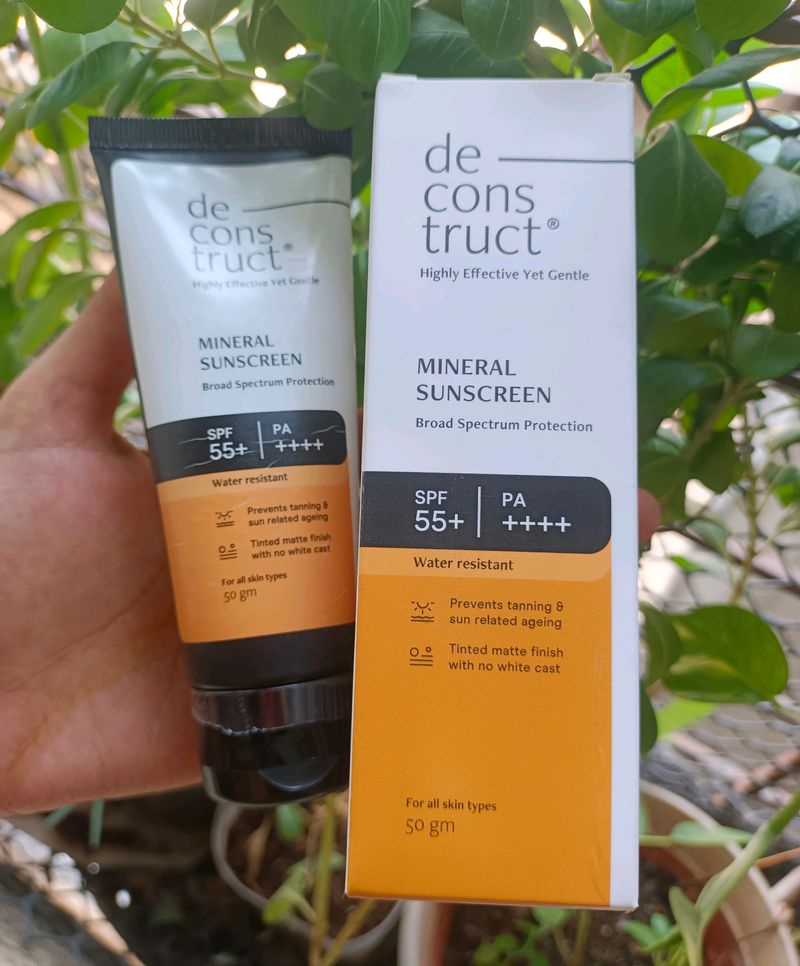 de
cons
truct®
Highly Effective Yet Gentle
MINERAL
SUNSCREEN
Broad Spectrum Protection
SPF
55+
PA
++++
Water resistant
Prevents tanning &
sun related ageing
Tinted matte finish
with no white cast
For all skin types
50 gm
de
cons
truct®
Highly Effective Yet Gentle
MINERAL
SUNSCREEN
Broad Spectrum Protection
SPF
55+
PA
++++
Water resistant
Prevents tanning &
sun related ageing
Tinted matte finish
with no white cast
For all skin types
50 gm